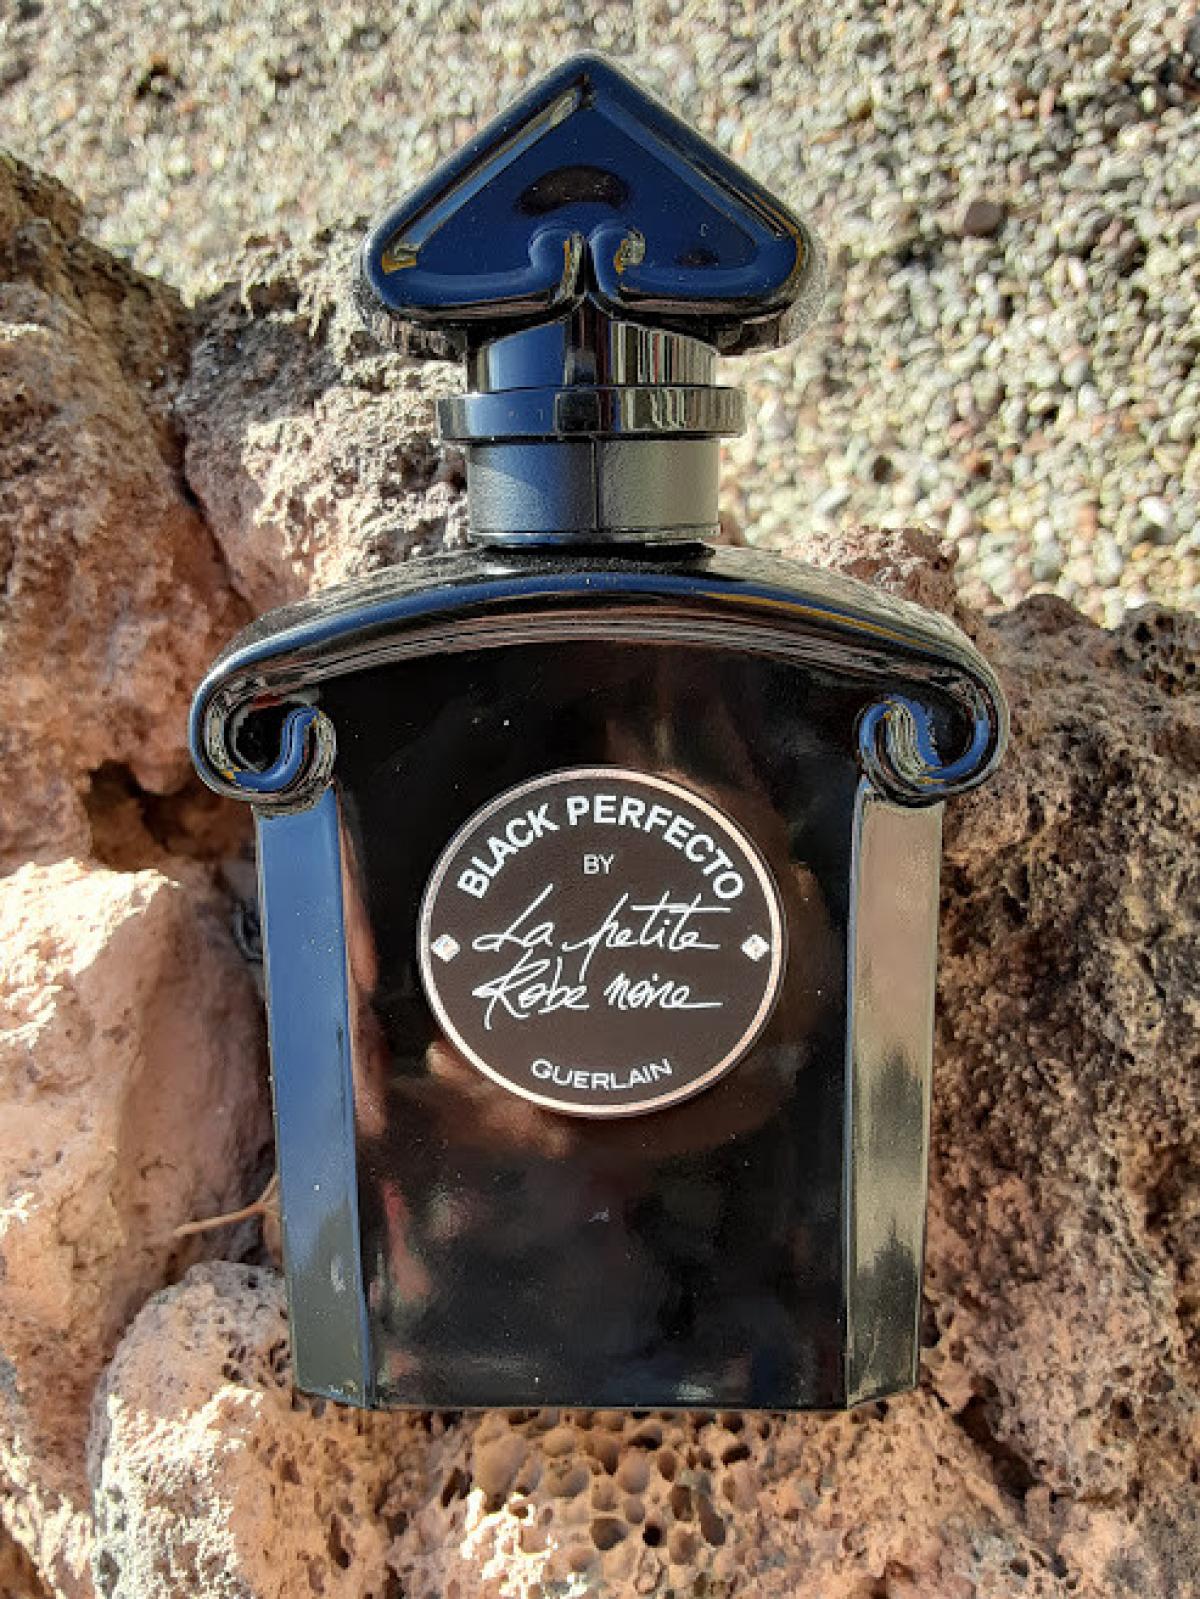 BLACK PERFECTO
BY
La petite
Robe noire
GUERLAIN